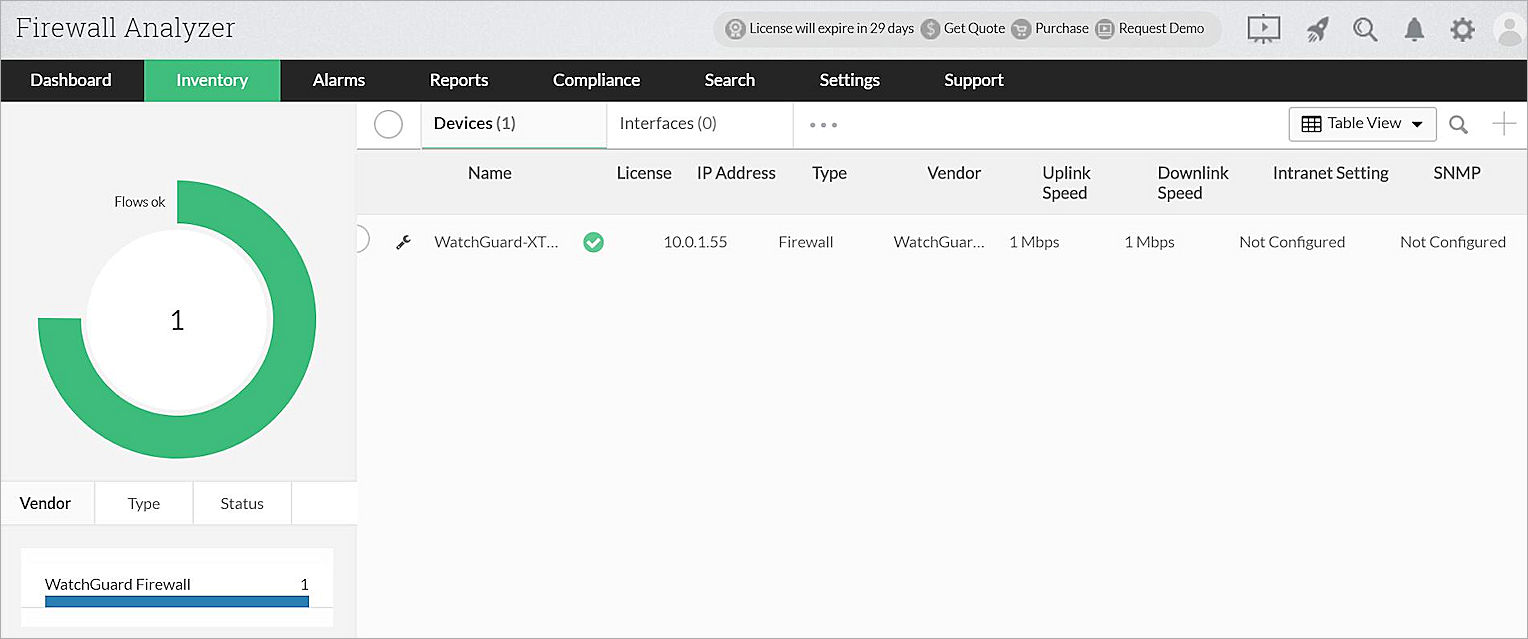 Firewall Analyzer
License will expire in 29 days Get Quote Purchase Request Demo
Dashboard Inventory Alarms Reports Compliance Search Settings Support
Devices (1) Interfaces (0) Table View
Name License IP Address Type Vendor Uplink Speed Downlink Speed Intranet Setting SNMP
WatchGuard-XT... 10.0.1.55 Firewall WatchGuar... 1 Mbps 1 Mbps Not Configured Not Configured
Flows ok
1
Vendor Type Status
WatchGuard Firewall 1